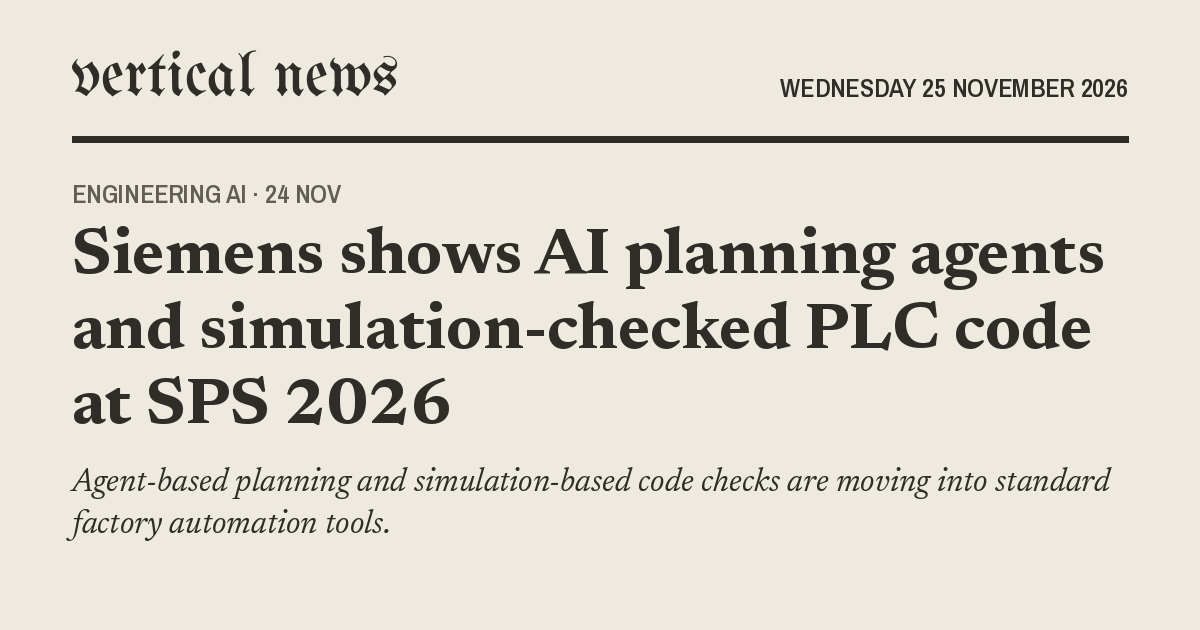 vertical news
WEDNESDAY 25 NOVEMBER 2026
ENGINEERING AI · 24 NOV
Siemens shows AI planning agents
and simulation-checked PLC code
at SPS 2026
Agent-based planning and simulation-based code checks are moving into standard
factory automation tools.